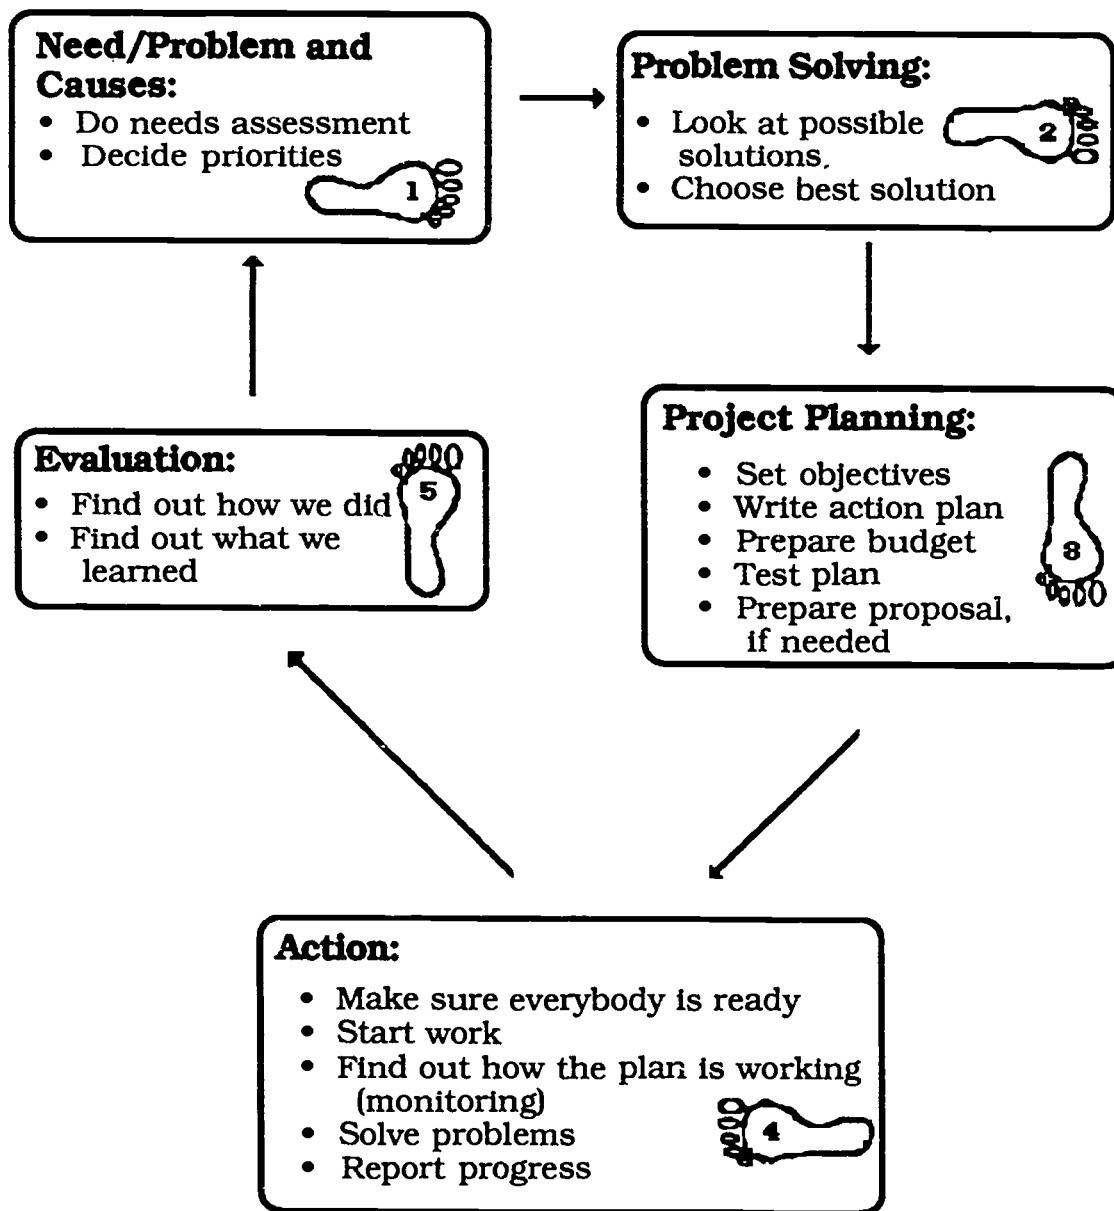 Need/Problem and
Causes:
• Do needs assessment
• Decide priorities
1
Problem Solving:
• Look at possible
solutions,
• Choose best solution
2
Project Planning:
• Set objectives
• Write action plan
• Prepare budget
• Test plan
• Prepare proposal,
if needed
3
Action:
• Make sure everybody is ready
• Start work
• Find out how the plan is working
(monitoring)
• Solve problems
• Report progress
4
Evaluation:
• Find out how we did
• Find out what we
learned
5